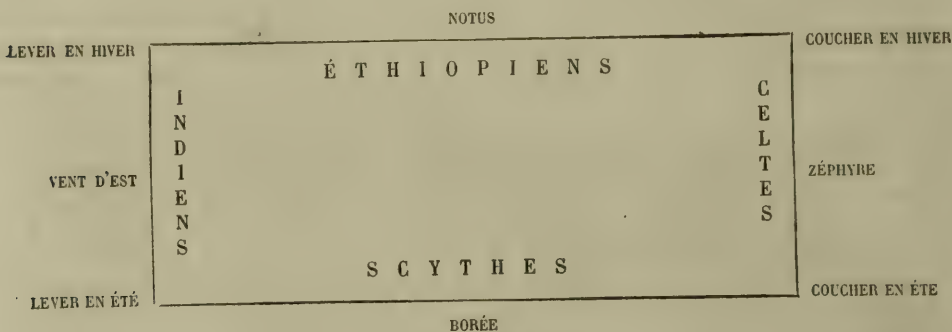 NOTUS
LEVER EN HIVER
COUCHER EN HIVER
ÉTHIOPIENS
INDIENS
CELTES
VENT D'EST
ZÉPHYRE
SCYTHES
LEVER EN ÉTÉ
COUCHER EN ÉTE
BORÉE